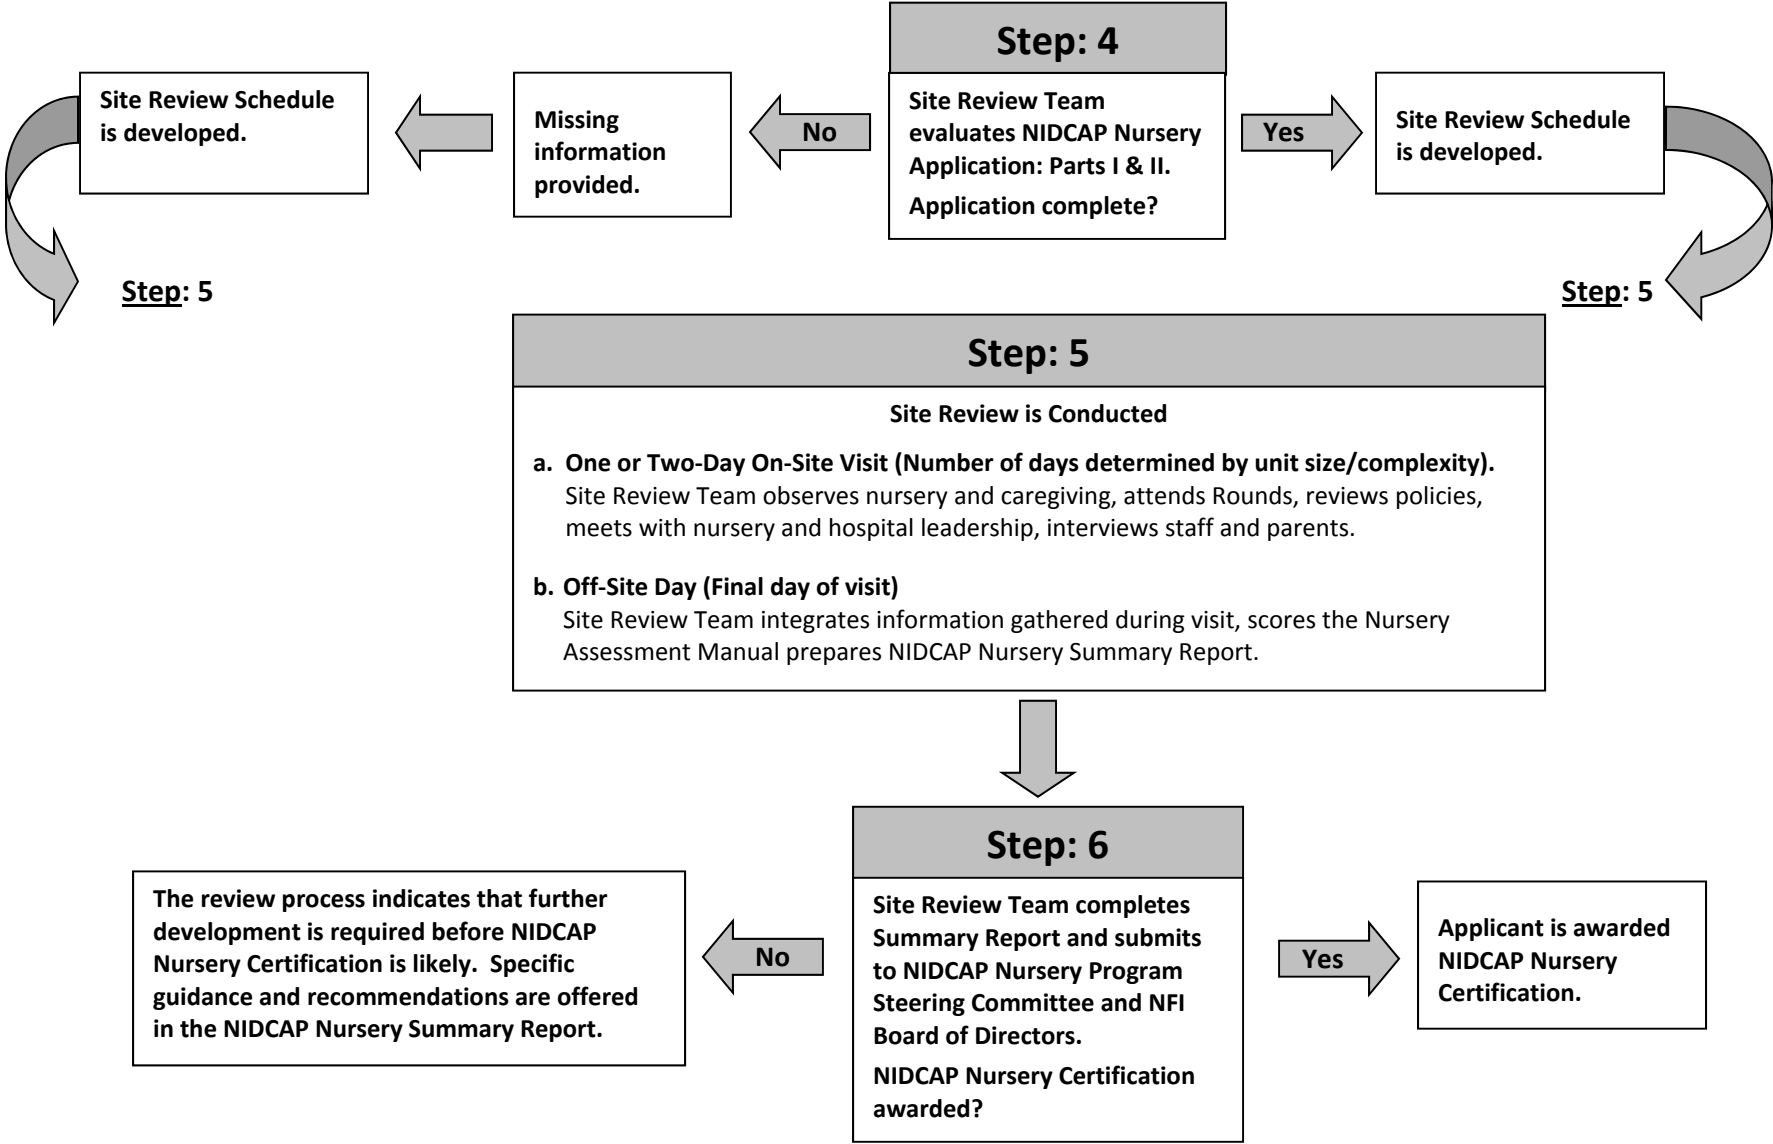 Step: 4
Site Review Team
evaluates NIDCAP Nursery
Application: Parts I & II.
Application complete?
No
Missing
information
provided.
Site Review Schedule
is developed.
Step: 5
Yes
Site Review Schedule
is developed.
Step: 5
Step: 5
Site Review is Conducted
a. One or Two-Day On-Site Visit (Number of days determined by unit size/complexity).
Site Review Team observes nursery and caregiving, attends Rounds, reviews policies,
meets with nursery and hospital leadership, interviews staff and parents.
b. Off-Site Day (Final day of visit)
Site Review Team integrates information gathered during visit, scores the Nursery
Assessment Manual prepares NIDCAP Nursery Summary Report.
Step: 6
Site Review Team completes
Summary Report and submits
to NIDCAP Nursery Program
Steering Committee and NFI
Board of Directors.
NIDCAP Nursery Certification
awarded?
No
The review process indicates that further
development is required before NIDCAP
Nursery Certification is likely. Specific
guidance and recommendations are offered
in the NIDCAP Nursery Summary Report.
Yes
Applicant is awarded
NIDCAP Nursery
Certification.